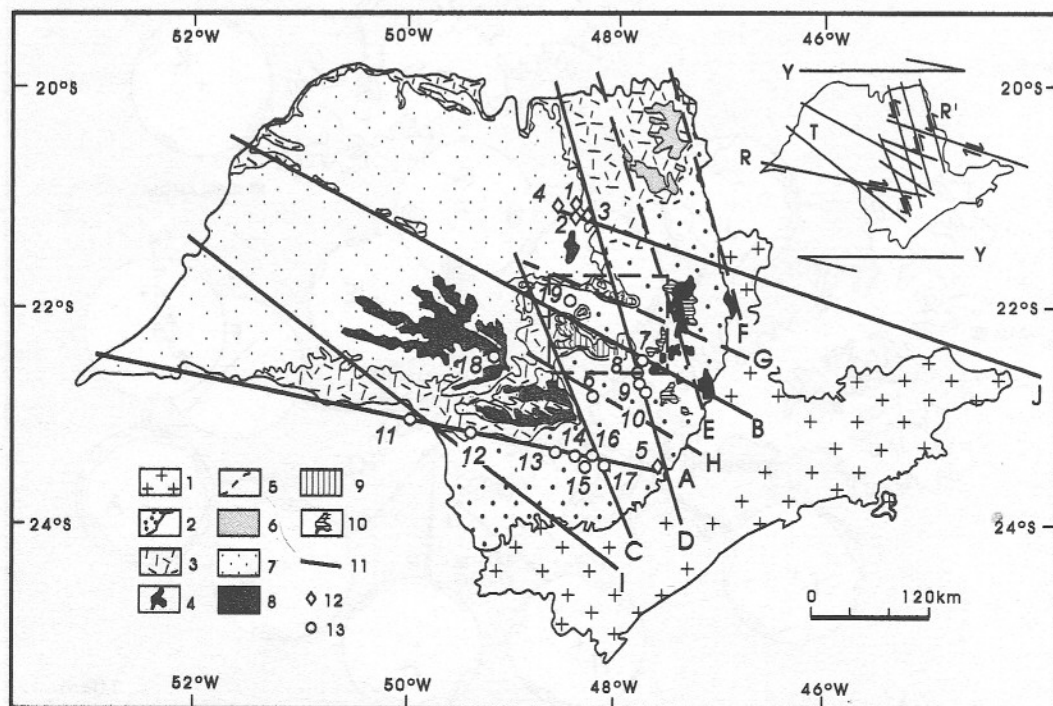 52°W 50°W 48°W 46°W
20°S 20°S
Y
R'
T
R
Y
4 1
2 3
22°S 22°S
19
7
8
18
6 9
10
F
G
B
E
H
J
11
12
14 16
13
15 17
5
A
C
D
I
24°S 24°S
1 5 9
2 6 10
3 7 11
4 8 12
13
0 120km
52°W 50°W 48°W 46°W